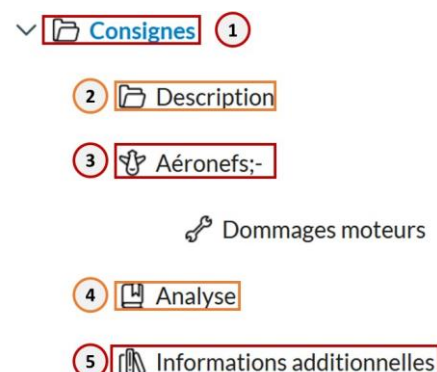 Consignes 1
2 Description
3 Aéronefs;-
Dommages moteurs
4 Analyse
5 Informations additionnelles